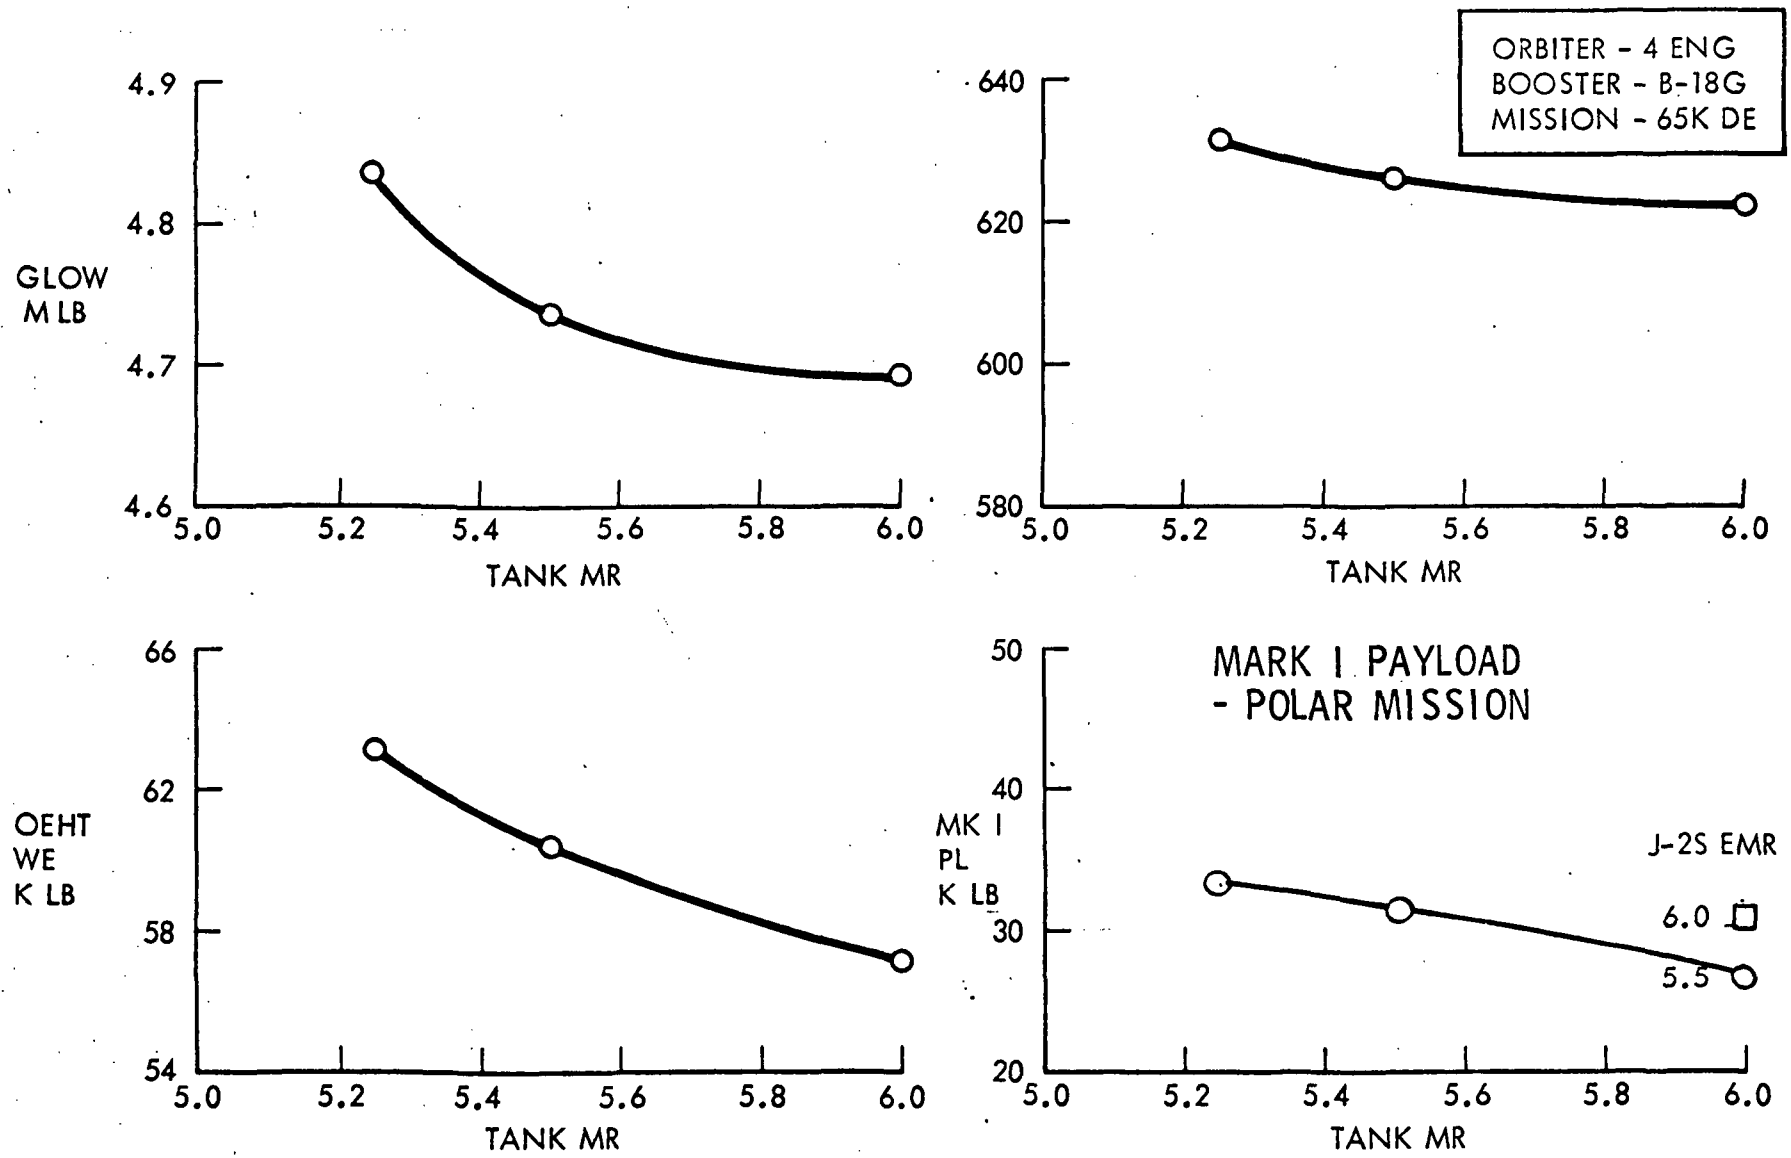 ORBITER - 4 ENG
BOOSTER - B-18G
MISSION - 65K DE
4.9
4.8
4.7
4.6
GLOW
M LB
5.0 5.2 5.4 5.6 5.8 6.0
TANK MR
640
620
600
580
5.0 5.2 5.4 5.6 5.8 6.0
TANK MR
66
62
58
54
OEHT
WE
K LB
5.0 5.2 5.4 5.6 5.8 6.0
TANK MR
MARK I PAYLOAD
- POLAR MISSION
50
40
30
20
MK I
PL
K LB
J-2S EMR
6.0
5.5
5.0 5.2 5.4 5.6 5.8 6.0
TANK MR